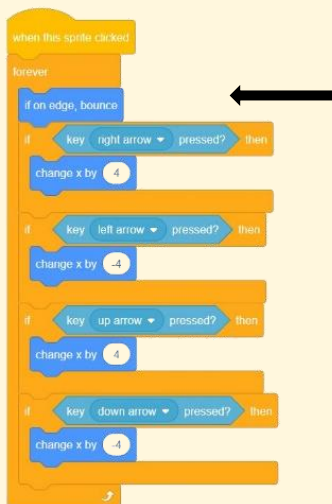 when this sprite clicked
forever
if on edge, bounce
if key right arrow pressed? then
change x by 4
if key left arrow pressed? then
change x by -4
if key up arrow pressed? then
change x by 4
if key down arrow pressed? then
change x by -4